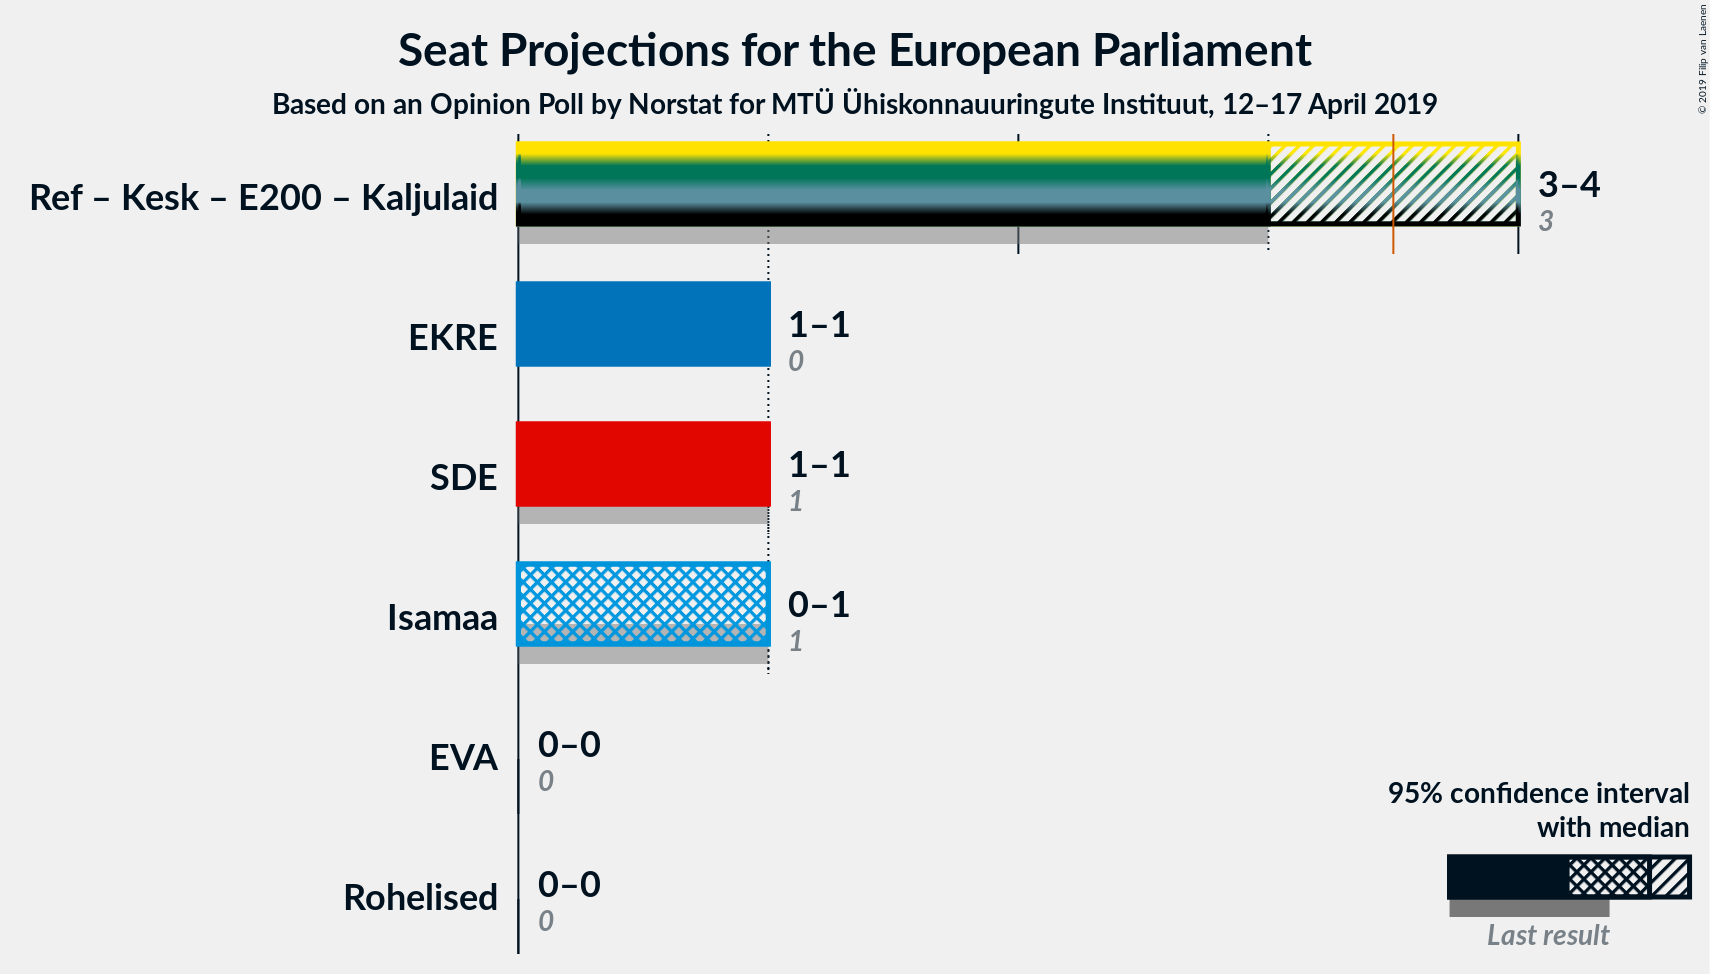 Seat Projections for the European Parliament
Based on an Opinion Poll by Norstat for MTÜ Ühiskonnauuringute Instituut, 12–17 April 2019
© 2019 Filip van Laenen
Ref – Kesk – E200 – Kaljulaid
3–4
3
EKRE
1–1
0
SDE
1–1
1
Isamaa
0–1
1
EVA
0–0
0
Rohelised
0–0
0
95% confidence interval
with median
Last result